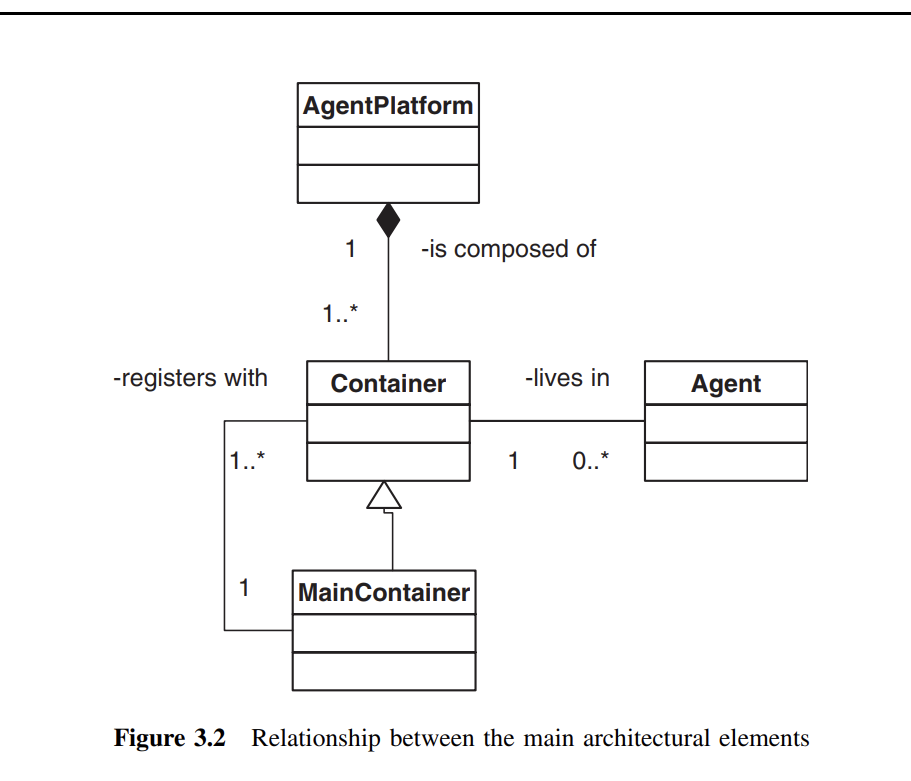 AgentPlatform
1
-is composed of
1..*
-registers with
Container
-lives in
Agent
1..*
1
0..*
1
MainContainer
Figure 3.2 Relationship between the main architectural elements